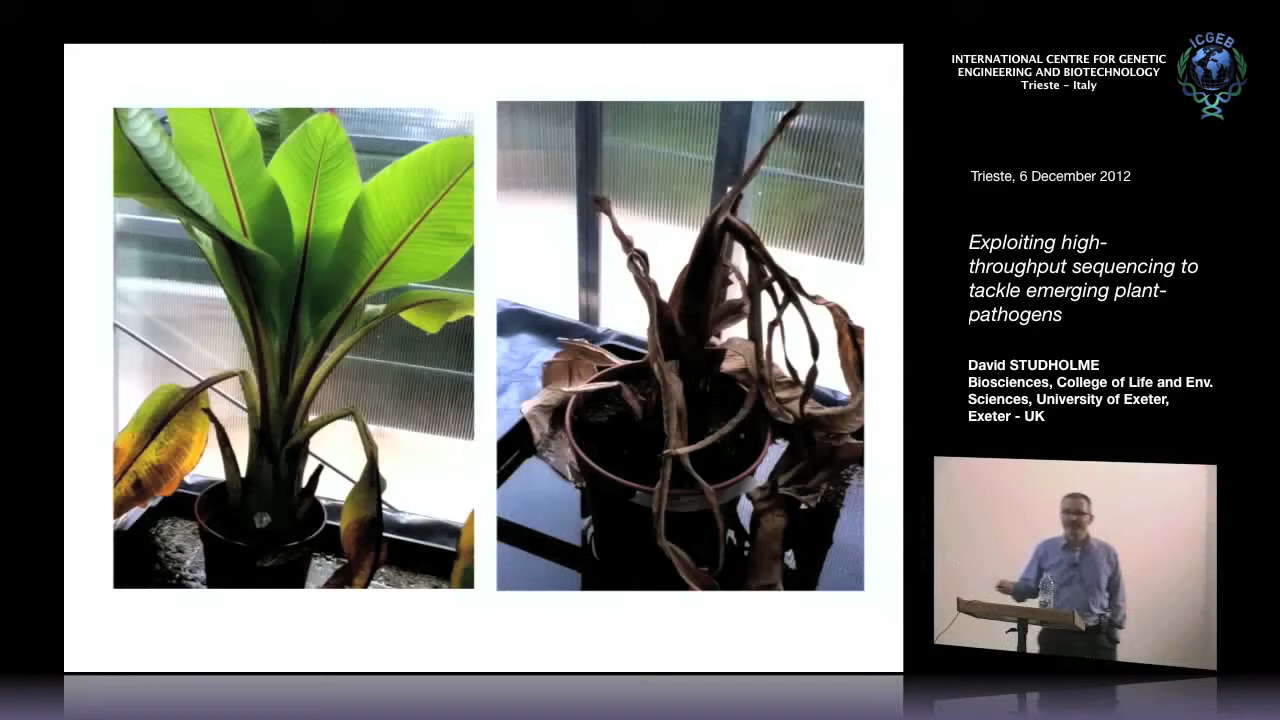 ICGEB
INTERNATIONAL CENTRE FOR GENETIC
ENGINEERING AND BIOTECHNOLOGY
Trieste - Italy
Trieste, 6 December 2012
Exploiting high-
throughput sequencing to
tackle emerging plant-
pathogens
David STUDHOLME
Biosciences, College of Life and Env.
Sciences, University of Exeter,
Exeter - UK